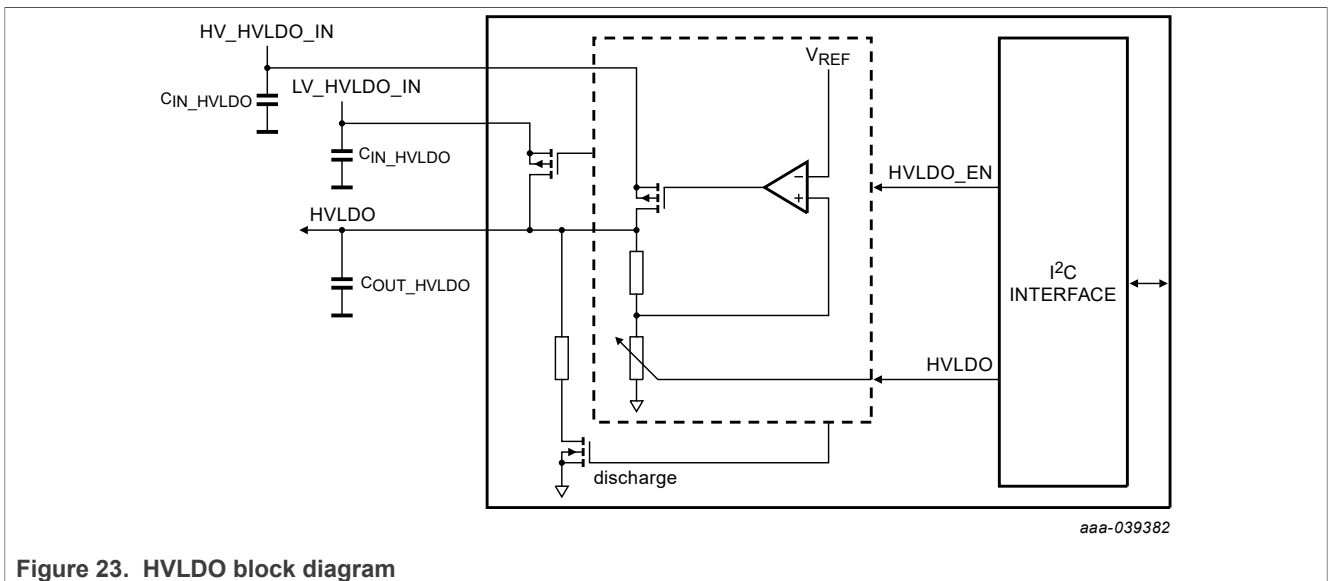 HV_HVLDO_IN
VREF
CIN_HVLDO
LV_HVLDO_IN
CIN_HVLDO
HVLDO_EN
HVLDO
COUT_HVLDO
I2C
INTERFACE
HVLDO
discharge
−
+
aaa-039382
Figure 23. HVLDO block diagram